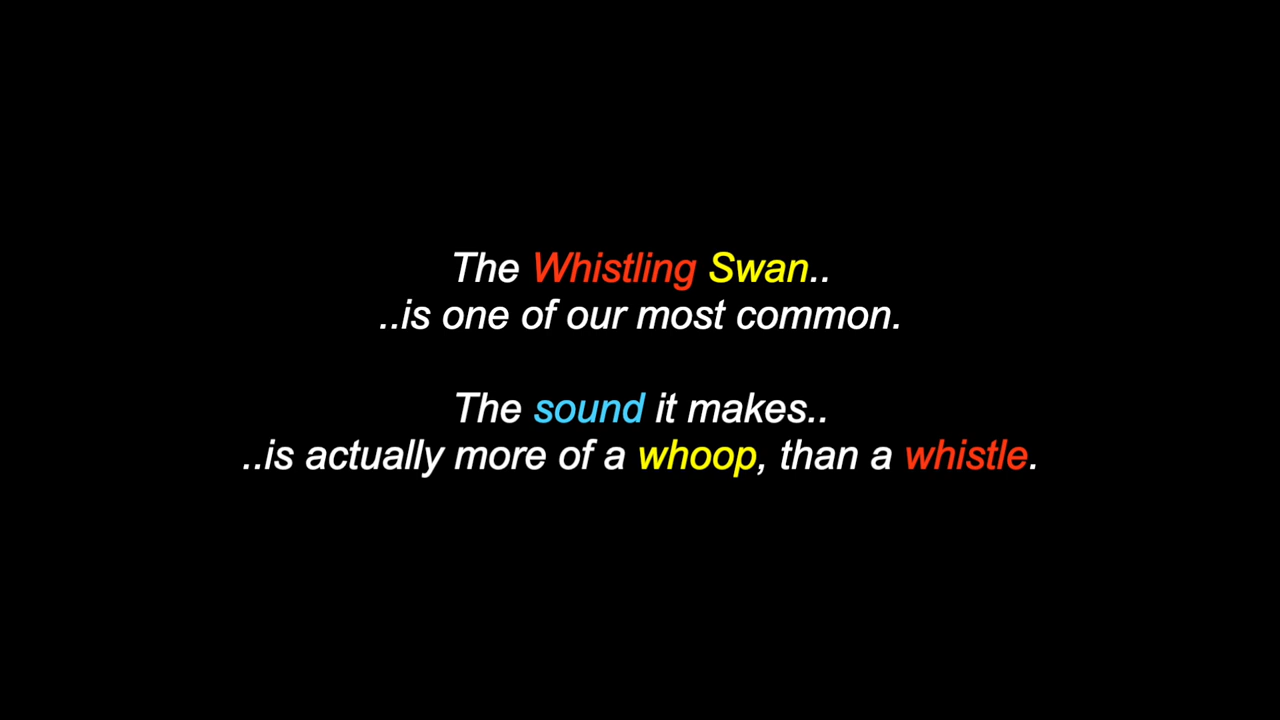 The Whistling Swan..
..is one of our most common.
The sound it makes..
..is actually more of a whoop, than a whistle.